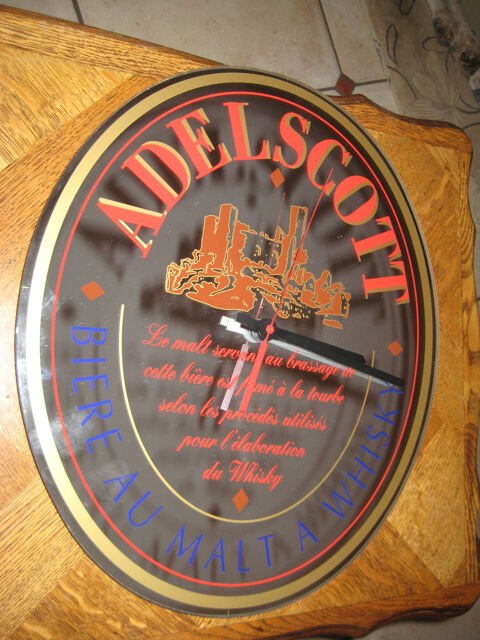 ADELSCOTT
Le malt servant au brassage de
cette bière est fumé à la tourbe
selon les procédés utilisés
pour l'élaboration
du Whisky
BIERE AU MALT A WHISKY